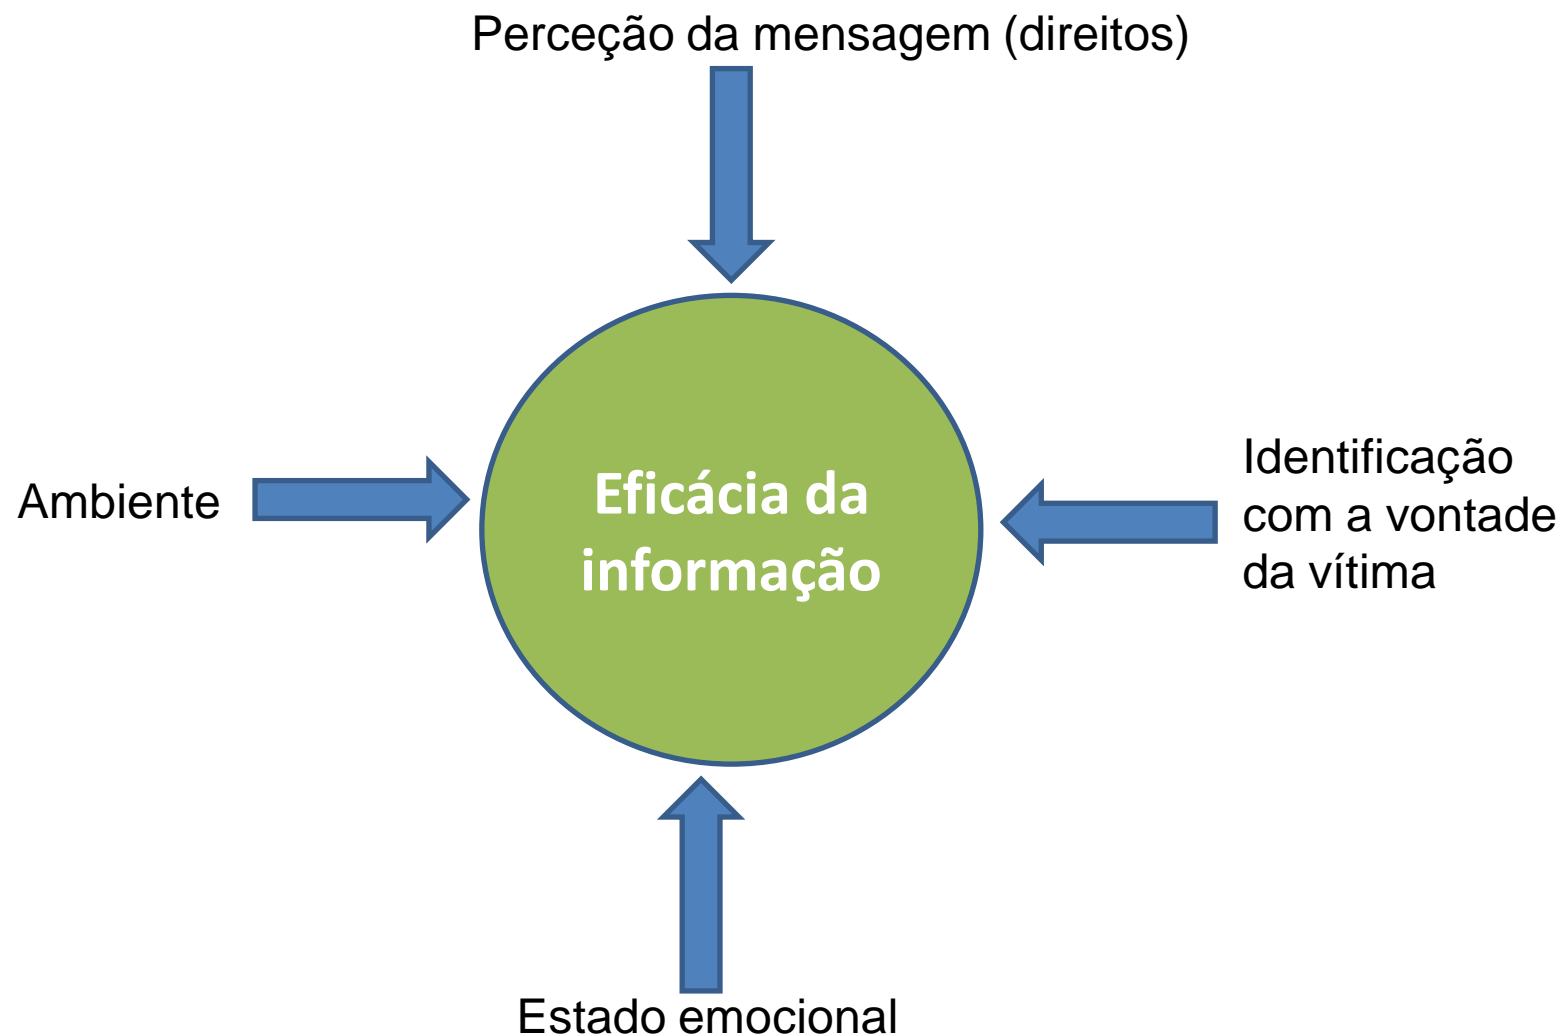 Perceção da mensagem (direitos)
Ambiente
Eficácia da
informação
Identificação
com a vontade
da vítima
Estado emocional